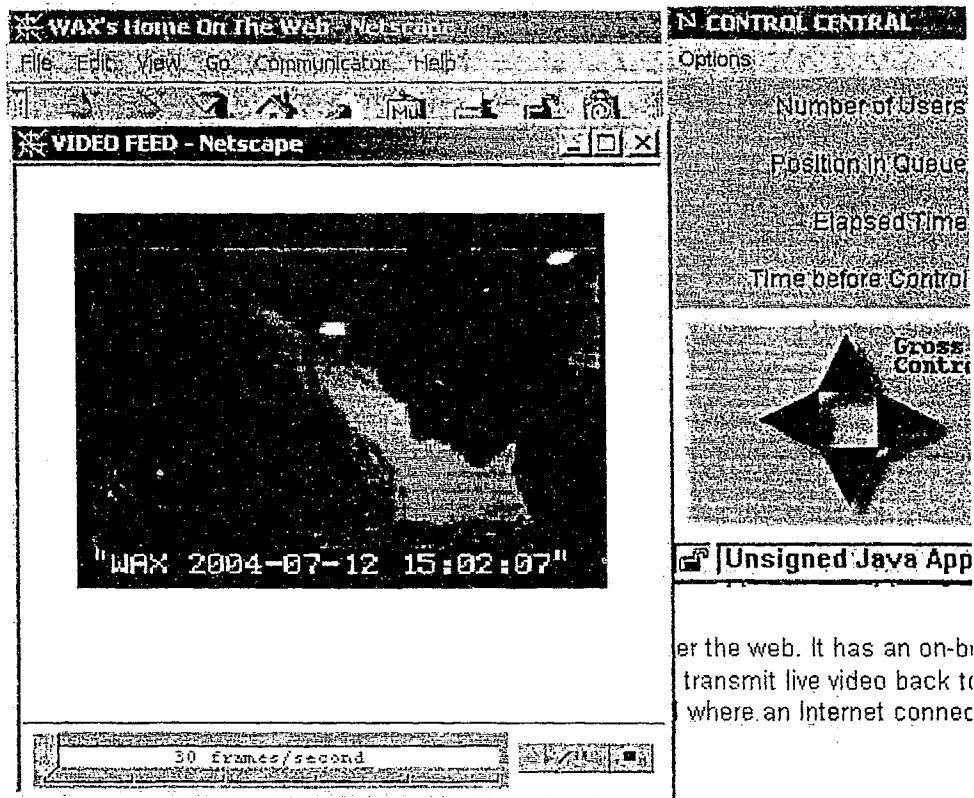 WAX's Home On The Web - Netscape
File Edit View Go Communicator Help
My
VIDEO FEED - Netscape
"WAX 2004-07-12 15:02:07"
30 frames/second
N CONTROL CENTRAL
Options
Number of Users
Position in Queue
Elapsed Time
Time before Control
Gross
Contr
Unsigned Java App
er the web. It has an on-b
transmit live video back to
where an Internet connec